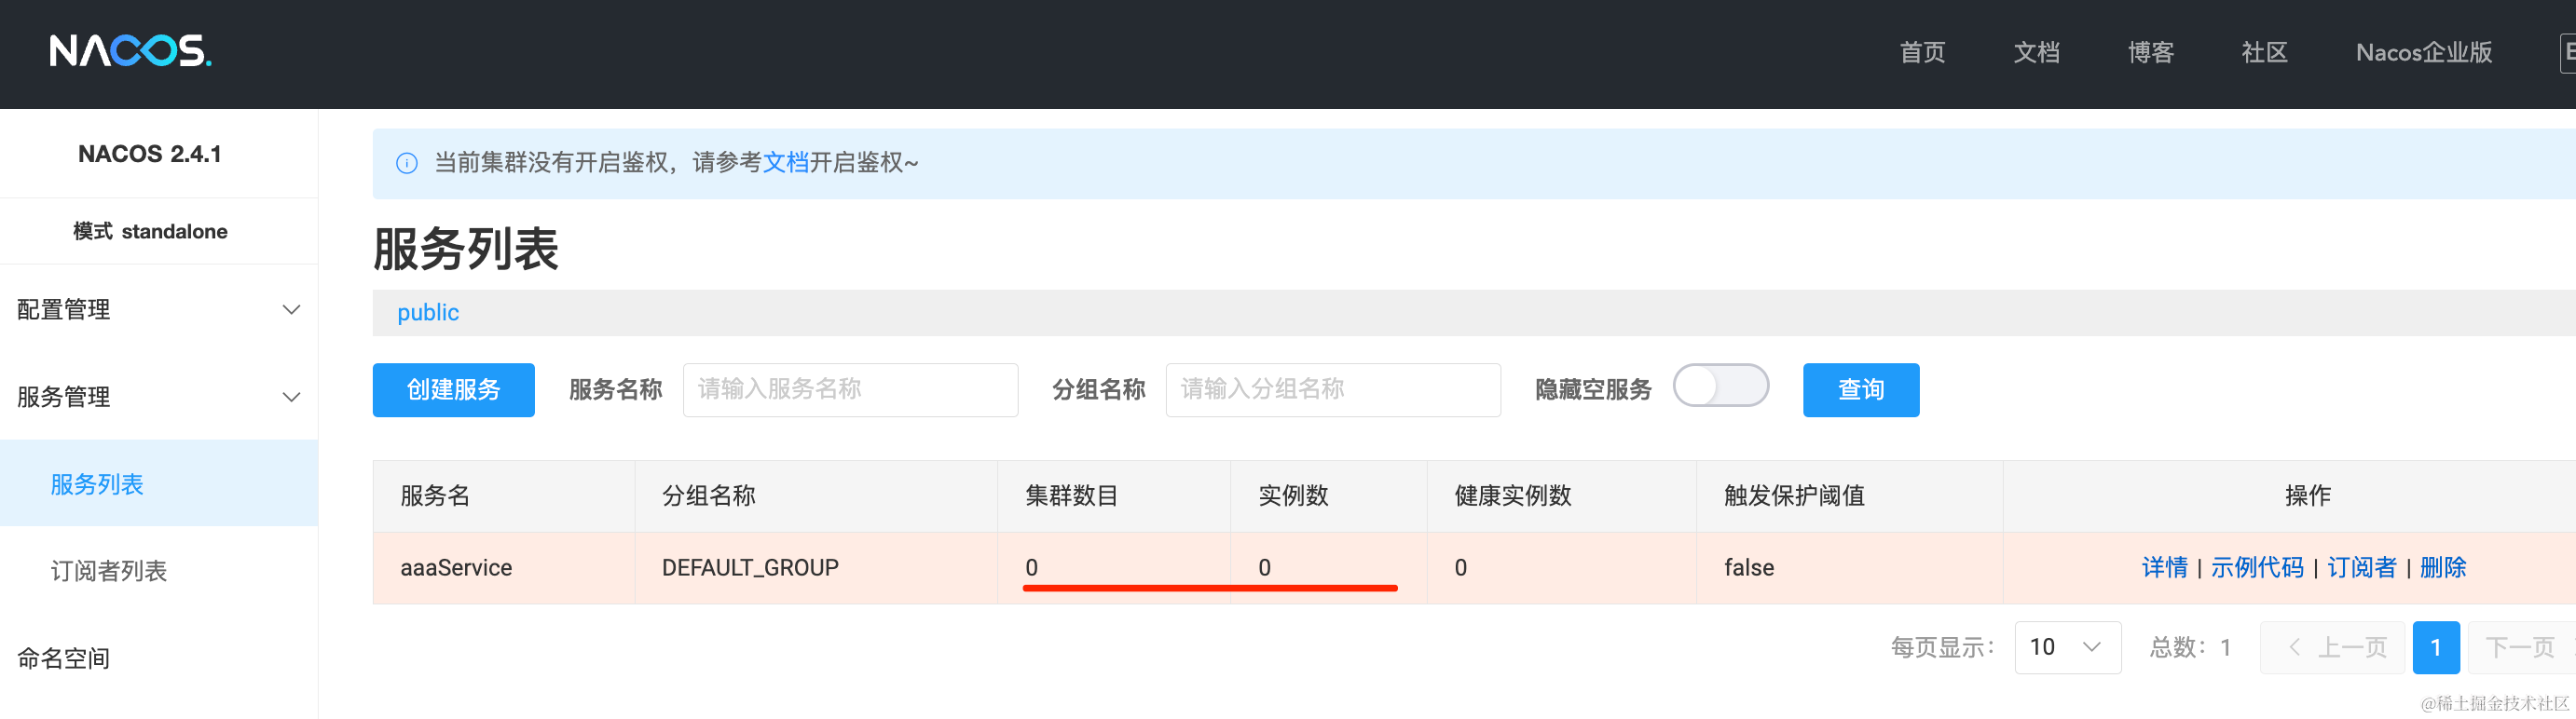 NACOS.
首页 文档 博客 社区 Nacos企业版
NACOS 2.4.1
模式 standalone
配置管理
服务管理
服务列表
订阅者列表
命名空间
当前集群没有开启鉴权，请参考文档开启鉴权~
服务列表
public
创建服务 服务名称 请输入服务名称 分组名称 请输入分组名称 隐藏空服务 查询
服务名 分组名称 集群数目 实例数 健康实例数 触发保护阈值 操作
aaaService DEFAULT_GROUP 0 0 0 false 详情 | 示例代码 | 订阅者 | 删除
每页显示： 10 总数：1 上一页 1 下一页
@稀土掘金技术社区